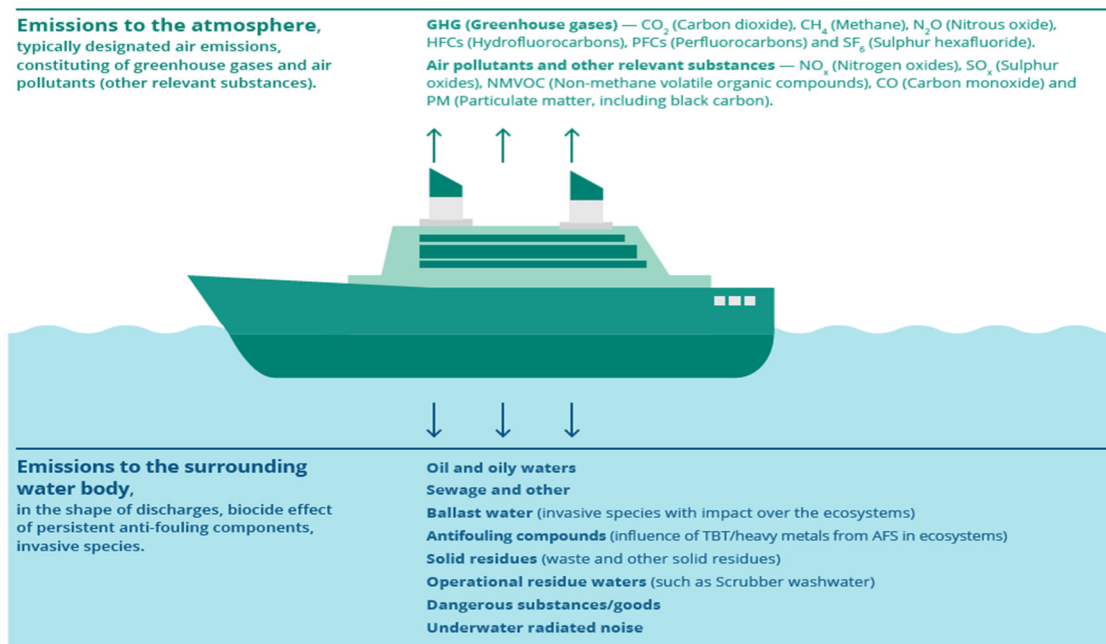 Emissions to the atmosphere,
typically designated air emissions,
constituting of greenhouse gases and air
pollutants (other relevant substances).
GHG (Greenhouse gases) — CO₂ (Carbon dioxide), CH₄ (Methane), N₂O (Nitrous oxide),
HFCs (Hydrofluorocarbons), PFCs (Perfluorocarbons) and SF₆ (Sulphur hexafluoride).
Air pollutants and other relevant substances — NOₓ (Nitrogen oxides), SOₓ (Sulphur
oxides), NMVOC (Non-methane volatile organic compounds), CO (Carbon monoxide) and
PM (Particulate matter, including black carbon).
Emissions to the surrounding
water body,
in the shape of discharges, biocide effect
of persistent anti-fouling components,
invasive species.
Oil and oily waters
Sewage and other
Ballast water (invasive species with impact over the ecosystems)
Antifouling compounds (influence of TBT/heavy metals from AFS in ecosystems)
Solid residues (waste and other solid residues)
Operational residue waters (such as Scrubber washwater)
Dangerous substances/goods
Underwater radiated noise